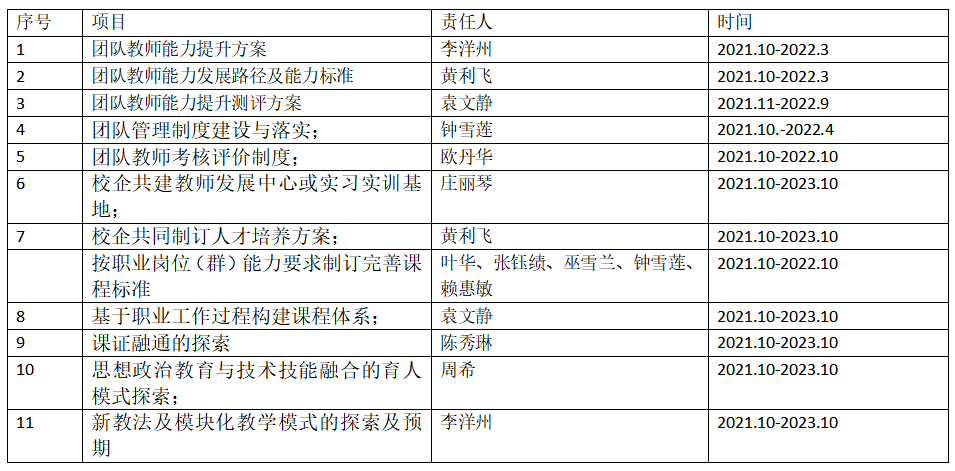 序号 项目 责任人 时间
1 团队教师能力提升方案 李洋州 2021.10-2022.3
2 团队教师能力发展路径及能力标准 黄利飞 2021.10-2022.3
3 团队教师能力提升测评方案 袁文静 2021.11-2022.9
4 团队管理制度建设与落实； 钟雪莲 2021.10.-2022.4
5 团队教师考核评价制度； 欧丹华 2021.10-2022.10
6 校企共建教师发展中心或实习实训基 庄丽琴 2021.10-2023.10
地；
7 校企共同制订人才培养方案； 黄利飞 2021.10-2023.10
按职业岗位（群）能力要求制订完善课 叶华、张钰绩、巫雪兰、钟雪莲、 2021.10-2022.10
程标准 赖惠敏
8 基于职业工作过程构建课程体系； 袁文静 2021.10-2023.10
9 课证融通的探索 陈秀琳 2021.10-2023.10
10 思想政治教育与技术技能融合的育人 周希 2021.10-2023.10
模式探索；
11 新教法及模块化教学模式的探索及预 李洋州 2021.10-2023.10
期